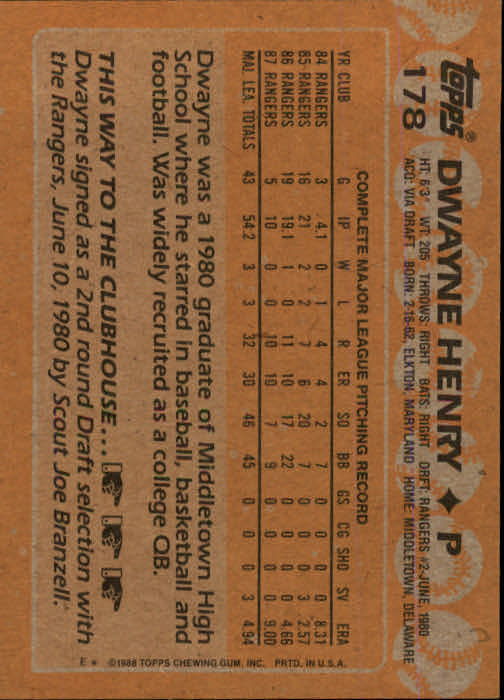 topps®
178
DWAYNE HENRY ♦ P
HT: 6'3" WT: 205 THROWS: RIGHT BATS: RIGHT DRFT: RANGERS #2-JUNE, 1980
ACQ: VIA DRAFT BORN: 2-16-62, ELKTON, MARYLAND HOME: MIDDLETOWN, DELAWARE
COMPLETE MAJOR LEAGUE PITCHING RECORD
YR CLUB G IP W L R ER SO BB GS CG SHO SV ERA
84 RANGERS 3 4.1 0 1 4 4 2 7 0 0 0 0 8.31
85 RANGERS 16 21 2 2 7 6 20 7 0 0 0 3 2.57
86 RANGERS 19 19.1 1 0 11 10 17 22 0 0 0 0 4.66
87 RANGERS 5 10 0 0 10 10 7 9 0 0 0 0 9.00
MAJ. LEA. TOTALS 43 54.2 3 3 32 30 46 45 0 0 0 3 4.94
Dwayne was a 1980 graduate of Middletown High
School where he starred in baseball, basketball and
football. Was widely recruited as a college QB.
THIS WAY TO THE CLUBHOUSE...
Dwayne signed as a 2nd round Draft selection with
the Rangers, June 10, 1980 by Scout Joe Branzell.
E* ©1988 TOPPS CHEWING GUM, INC. PRTD. IN U.S.A.